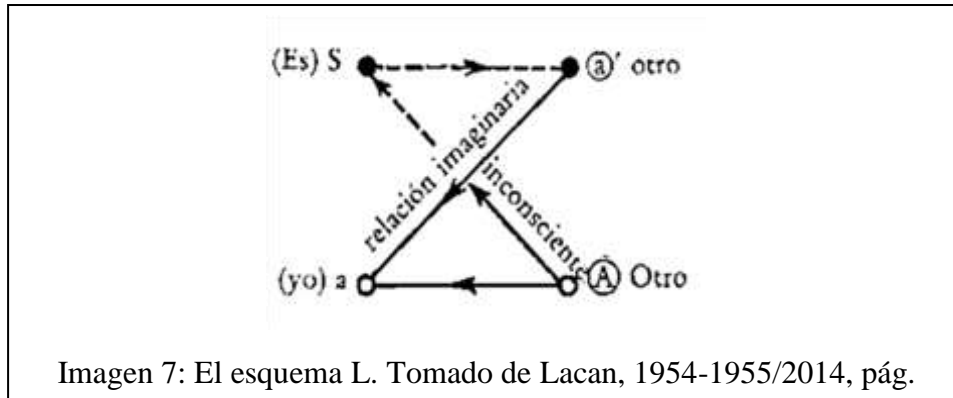 (Es) S
ⓐ′ otro
relación imaginaria
inconsciente
(yo) a
Ⓐ Otro
Imagen 7: El esquema L. Tomado de Lacan, 1954-1955/2014, pág.